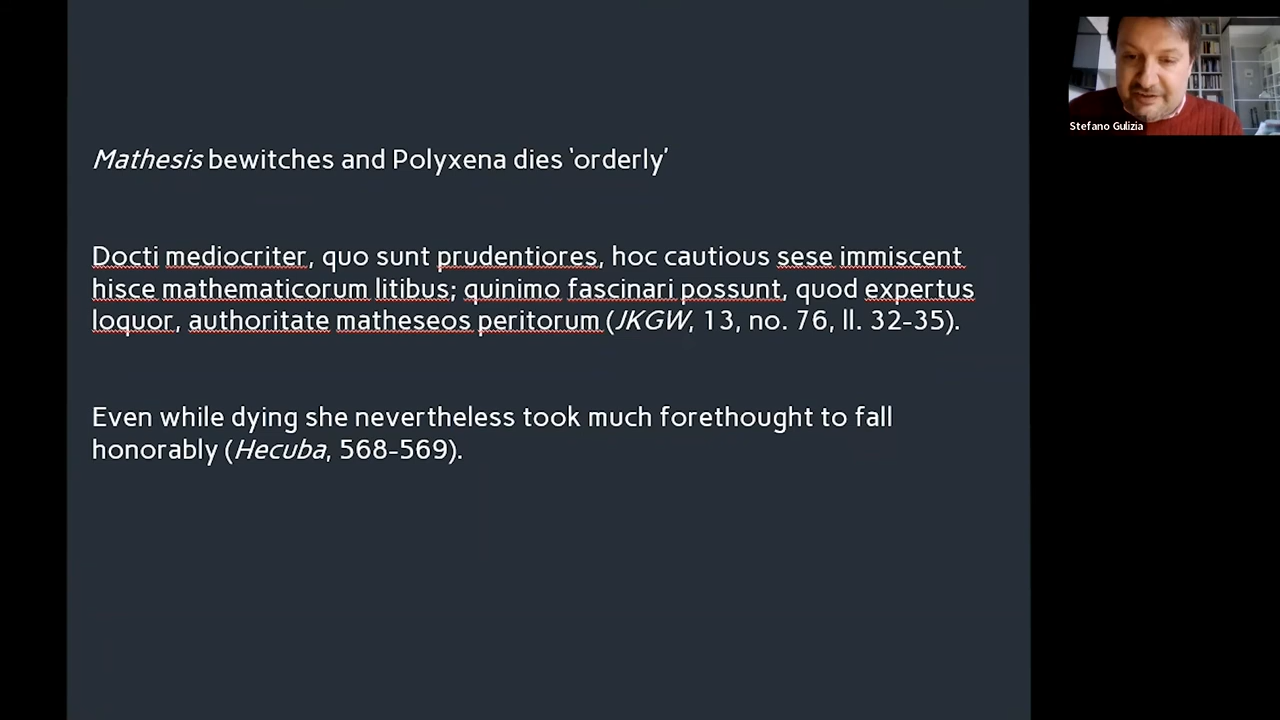 Stefano Gulizia
Mathesis bewitches and Polyxena dies ‘orderly’
Docti mediocriter, quo sunt prudentiores, hoc cautious sese immiscent
hisce mathematicorum litibus; quinimo fascinari possunt, quod expertus
loquor, authoritate matheseos peritorum (JKGW, 13, no. 76, ll. 32-35).
Even while dying she nevertheless took much forethought to fall
honorably (Hecuba, 568-569).